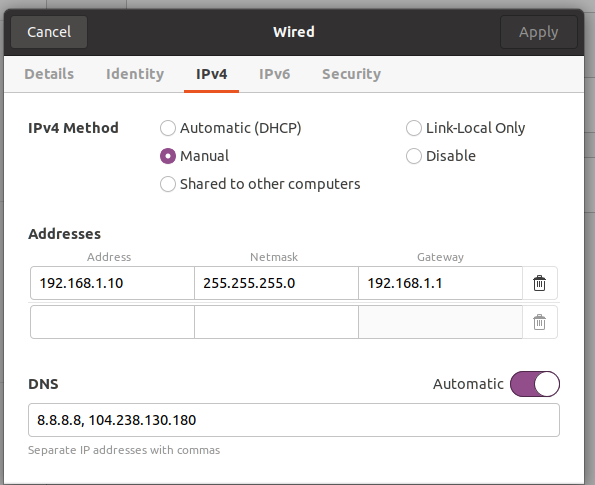 Cancel Wired Apply
Details Identity IPv4 IPv6 Security
IPv4 Method Automatic (DHCP) Link-Local Only
Manual Disable
Shared to other computers
Addresses
Address Netmask Gateway
192.168.1.10 255.255.255.0 192.168.1.1
DNS Automatic
8.8.8.8, 104.238.130.180
Separate IP addresses with commas